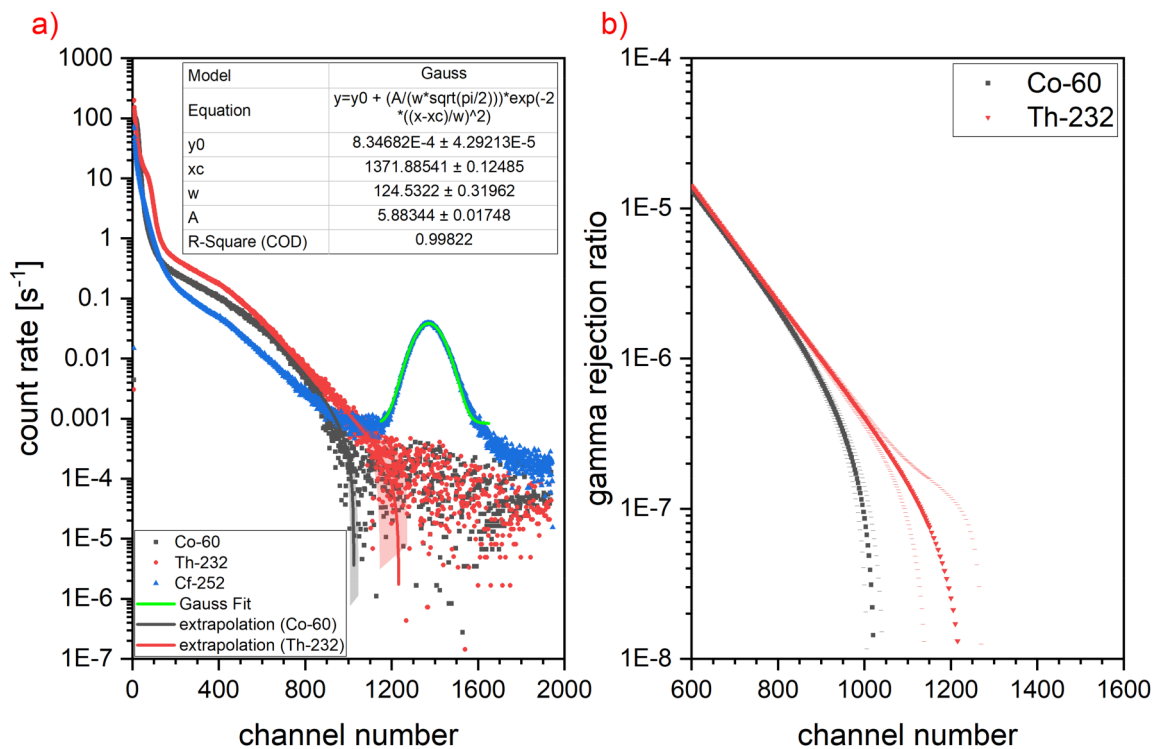 a)
b)
count rate [s⁻¹]
1000
100
10
1
0.1
0.01
0.001
1E-4
1E-5
1E-6
1E-7
Model Gauss
Equation y=y0 + (A/(w*sqrt(pi/2)))*exp(-2
*((x-xc)/w)^2)
y0 8.34682E-4 ± 4.29213E-5
xc 1371.88541 ± 0.12485
w 124.5322 ± 0.31962
A 5.88344 ± 0.01748
R-Square (COD) 0.99822
Co-60
Th-232
Cf-252
Gauss Fit
extrapolation (Co-60)
extrapolation (Th-232)
0 400 800 1200 1600 2000
channel number
gamma rejection ratio
1E-4
1E-5
1E-6
1E-7
1E-8
Co-60
Th-232
600 800 1000 1200 1400 1600
channel number